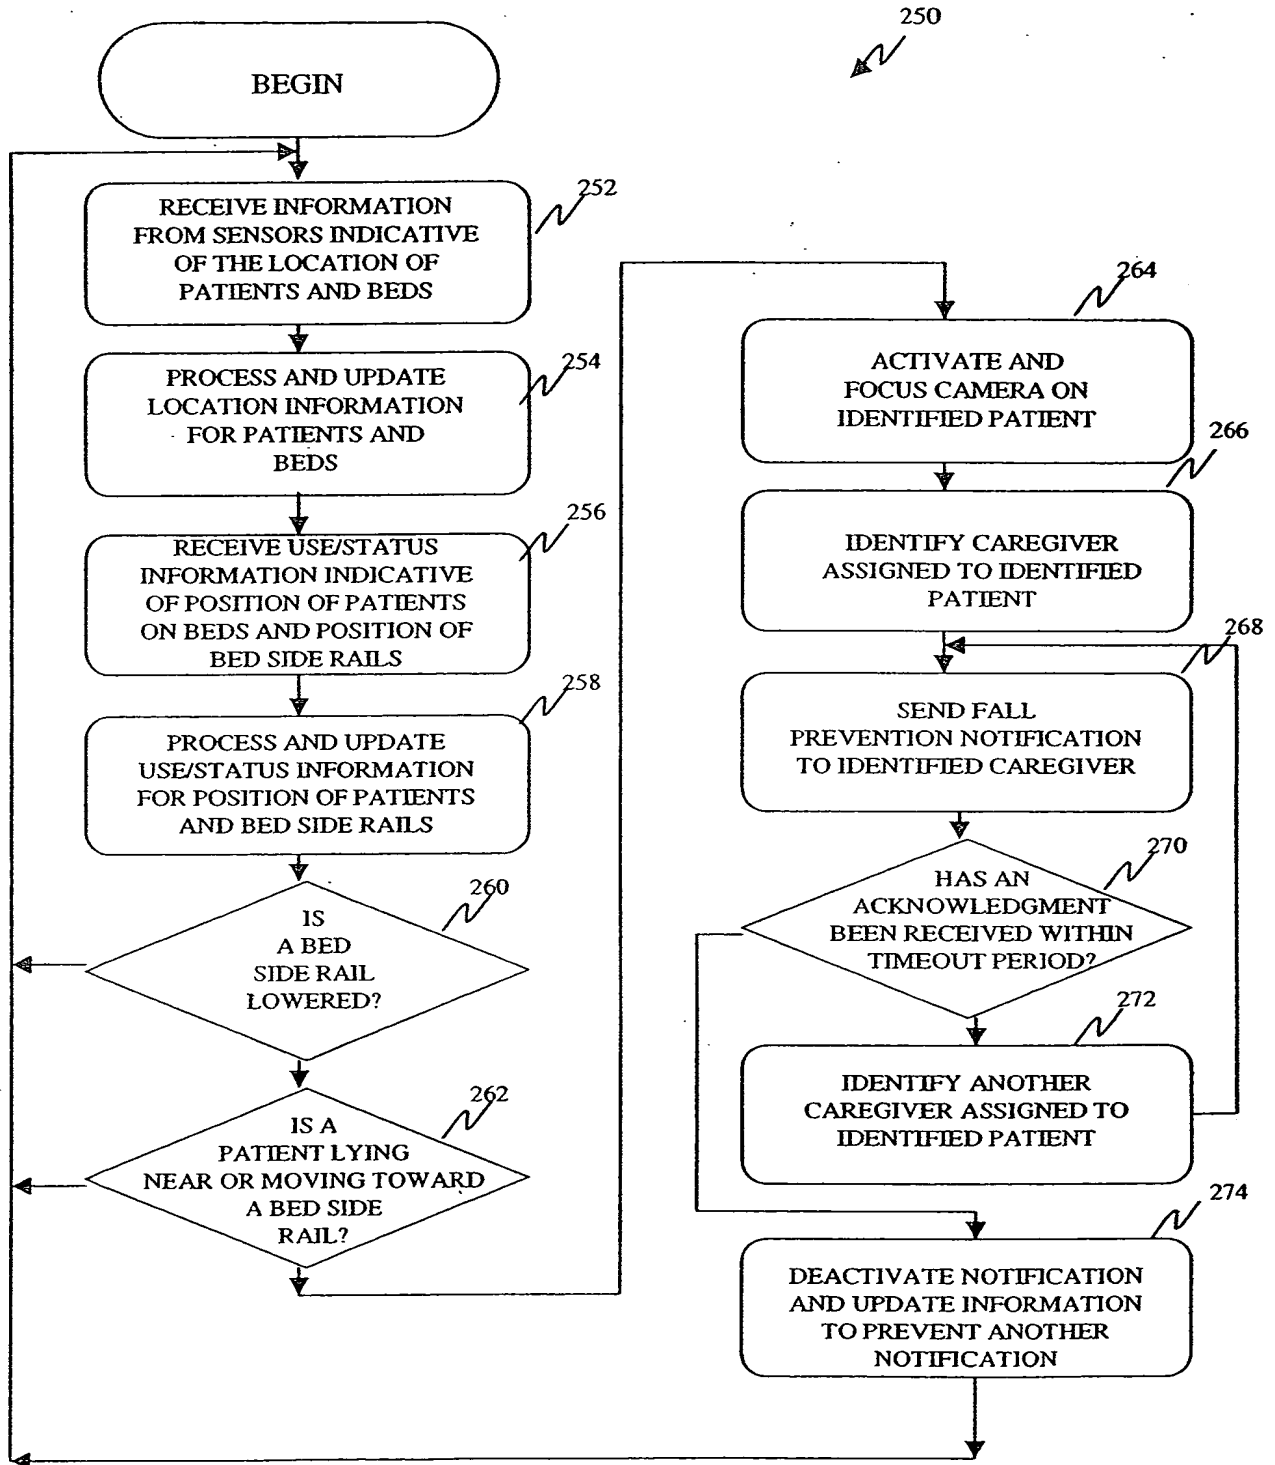 250
BEGIN
252
RECEIVE INFORMATION
FROM SENSORS INDICATIVE
OF THE LOCATION OF
PATIENTS AND BEDS
254
PROCESS AND UPDATE
LOCATION INFORMATION
FOR PATIENTS AND
BEDS
256
RECEIVE USE/STATUS
INFORMATION INDICATIVE
OF POSITION OF PATIENTS
ON BEDS AND POSITION OF
BED SIDE RAILS
258
PROCESS AND UPDATE
USE/STATUS INFORMATION
FOR POSITION OF PATIENTS
AND BED SIDE RAILS
260
IS
A BED
SIDE RAIL
LOWERED?
262
IS A
PATIENT LYING
NEAR OR MOVING TOWARD
A BED SIDE
RAIL?
264
ACTIVATE AND
FOCUS CAMERA ON
IDENTIFIED PATIENT
266
IDENTIFY CAREGIVER
ASSIGNED TO IDENTIFIED
PATIENT
268
SEND FALL
PREVENTION NOTIFICATION
TO IDENTIFIED CAREGIVER
270
HAS AN
ACKNOWLEDGMENT
BEEN RECEIVED WITHIN
TIMEOUT PERIOD?
272
IDENTIFY ANOTHER
CAREGIVER ASSIGNED TO
IDENTIFIED PATIENT
274
DEACTIVATE NOTIFICATION
AND UPDATE INFORMATION
TO PREVENT ANOTHER
NOTIFICATION